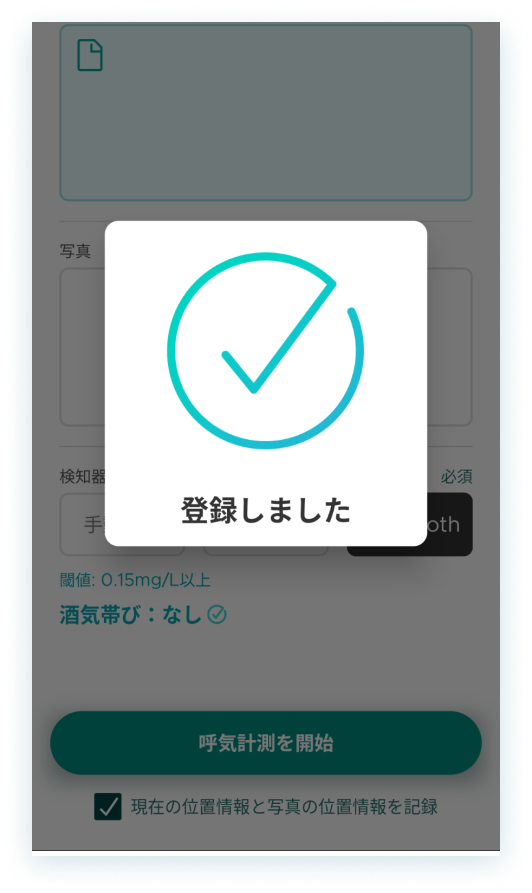 写真
登録しました
検知器
必須
手
oth
閾値: 0.15mg/L以上
酒気帯び：なし
呼気計測を開始
現在の位置情報と写真の位置情報を記録